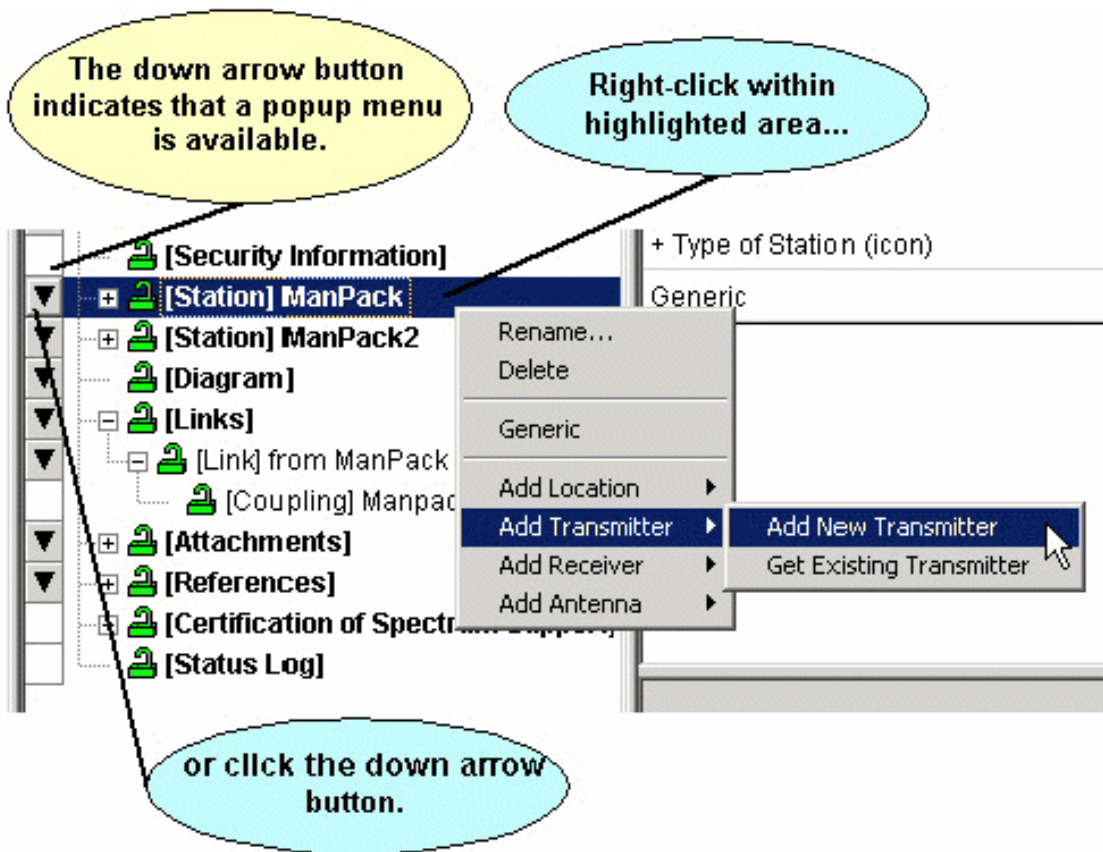 The down arrow button
indicates that a popup menu
is available.
Right-click within
highlighted area...
[Security Information]
[Station] ManPack
[Station] ManPack2
[Diagram]
[Links]
[Link] from ManPack
[Coupling] Manpac
[Attachments]
[References]
[Certification of Spectrum Support]
[Status Log]
+ Type of Station (icon)
Generic
Rename...
Delete
Generic
Add Location
Add Transmitter
Add Receiver
Add Antenna
Add New Transmitter
Get Existing Transmitter
or click the down arrow
button.